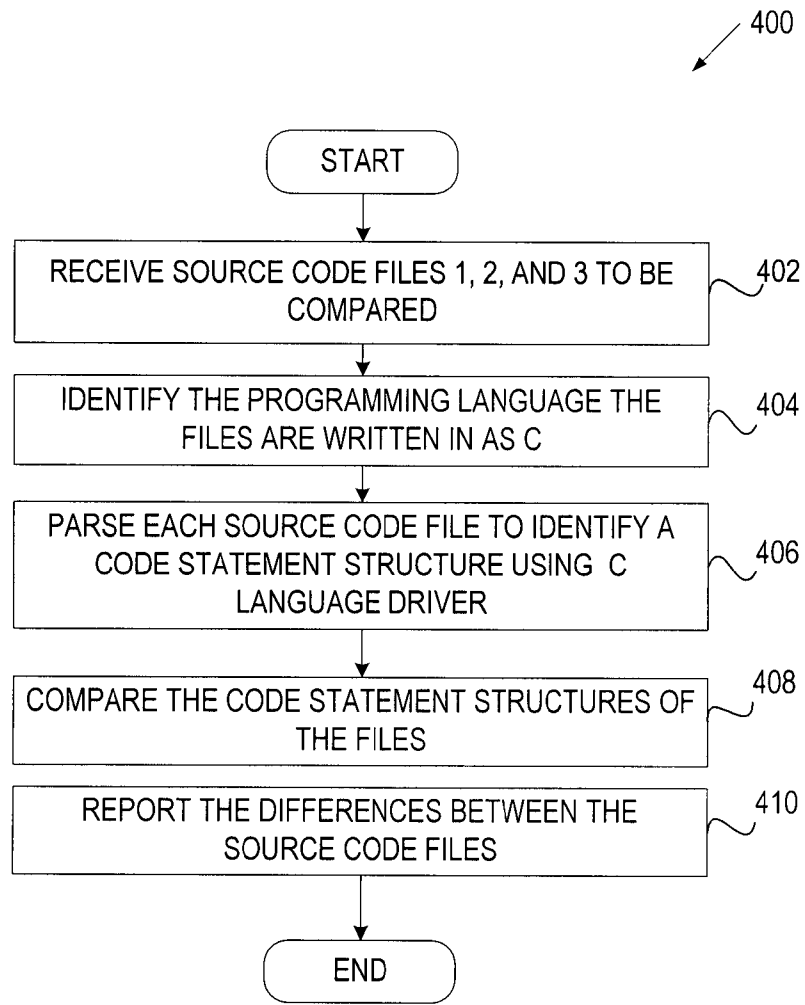 400
START
RECEIVE SOURCE CODE FILES 1, 2, AND 3 TO BE
COMPARED
402
IDENTIFY THE PROGRAMMING LANGUAGE THE
FILES ARE WRITTEN IN AS C
404
PARSE EACH SOURCE CODE FILE TO IDENTIFY A
CODE STATEMENT STRUCTURE USING C
LANGUAGE DRIVER
406
COMPARE THE CODE STATEMENT STRUCTURES OF
THE FILES
408
REPORT THE DIFFERENCES BETWEEN THE
SOURCE CODE FILES
410
END